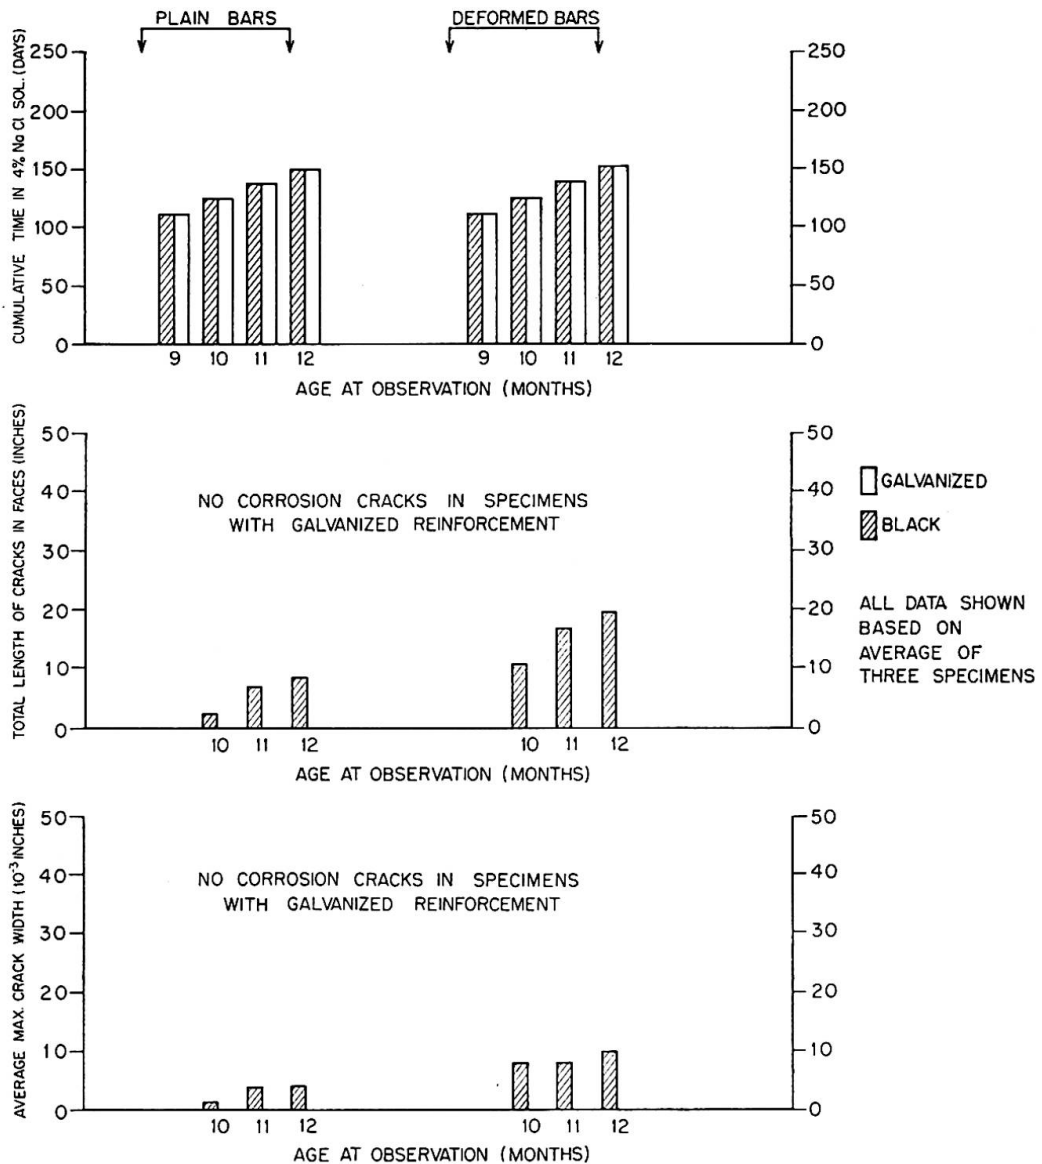 PLAIN BARS
DEFORMED BARS
CUMULATIVE TIME IN 4% Na Cl SOL. (DAYS)
250
200
150
100
50
0
250
200
150
100
50
0
9 10 11 12
9 10 11 12
AGE AT OBSERVATION (MONTHS)
TOTAL LENGTH OF CRACKS IN FACES (INCHES)
50
40
30
20
10
0
NO CORROSION CRACKS IN SPECIMENS
WITH GALVANIZED REINFORCEMENT
50
40
30
20
10
0
10 11 12
10 11 12
AGE AT OBSERVATION (MONTHS)
GALVANIZED
BLACK
ALL DATA SHOWN
BASED ON
AVERAGE OF
THREE SPECIMENS
AVERAGE MAX. CRACK WIDTH (10⁻³ INCHES)
50
40
30
20
10
0
NO CORROSION CRACKS IN SPECIMENS
WITH GALVANIZED REINFORCEMENT
50
40
30
20
10
0
10 11 12
10 11 12
AGE AT OBSERVATION (MONTHS)